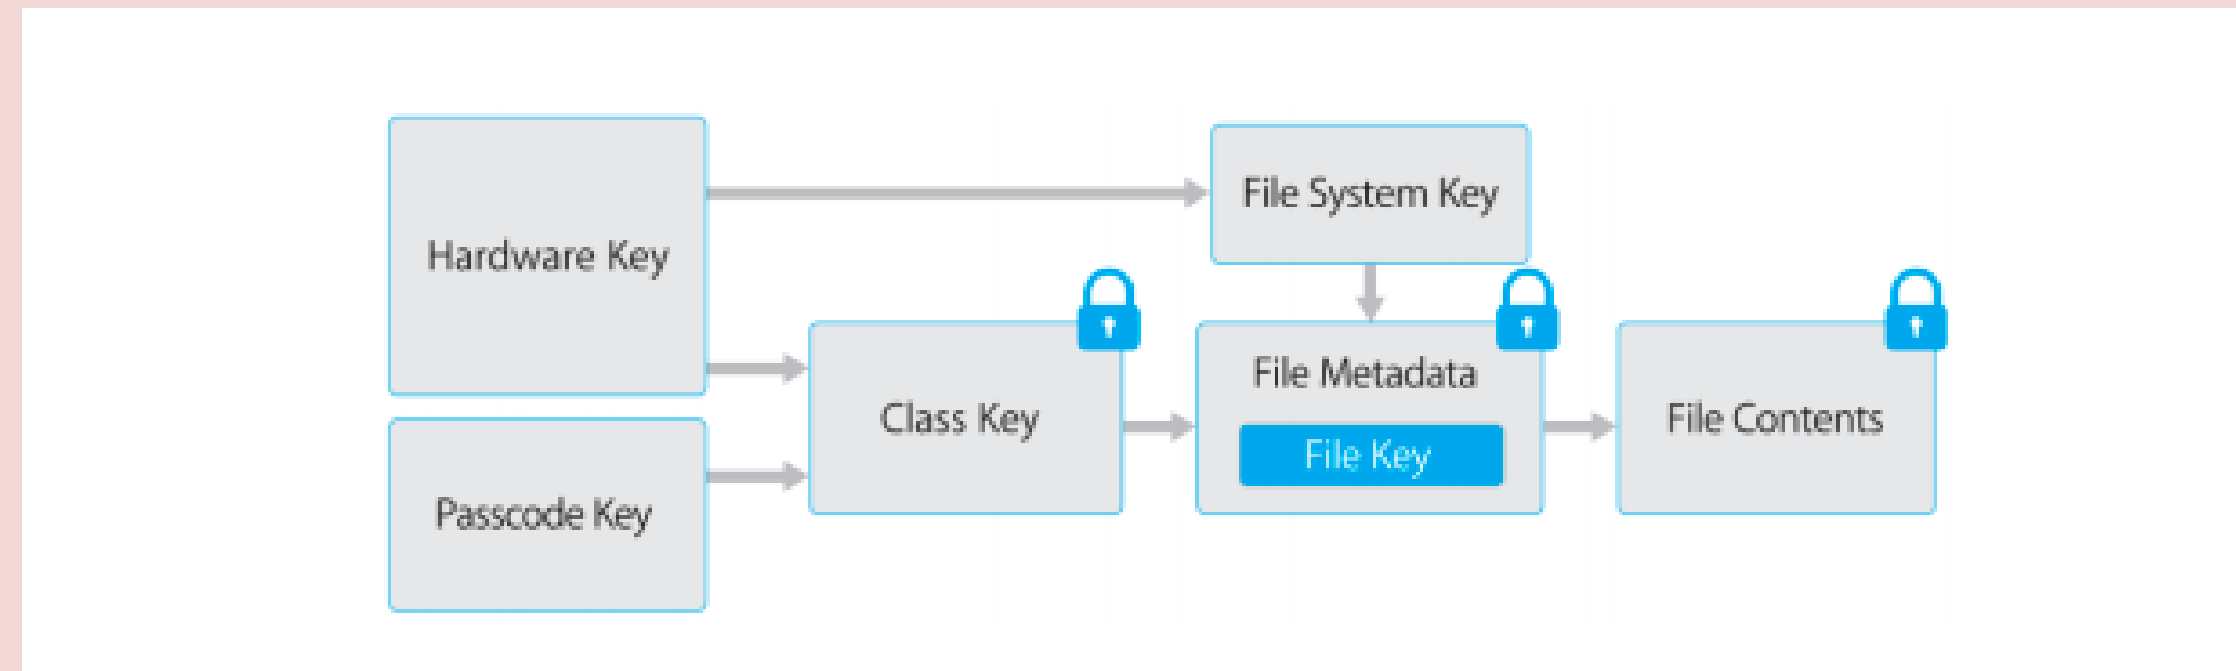 Hardware Key
File System Key
Class Key
File Metadata
File Key
File Contents
Passcode Key